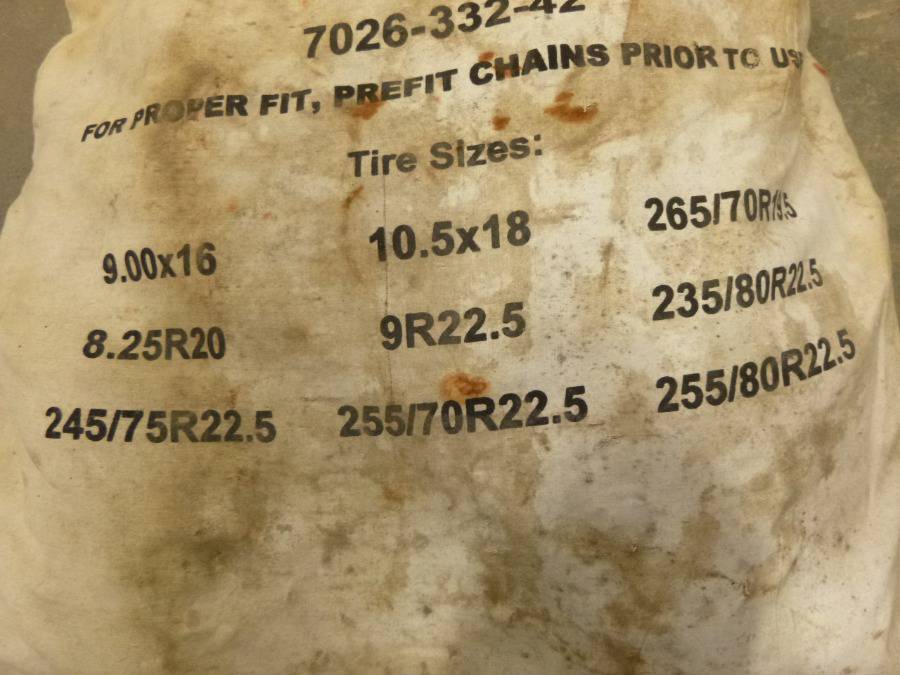 7026-332-42
FOR PROPER FIT, PREFIT CHAINS PRIOR TO
Tire Sizes:
9.00x16 10.5x18 265/70R19.5
8.25R20 9R22.5 235/80R22.5
245/75R22.5 255/70R22.5 255/80R22.5